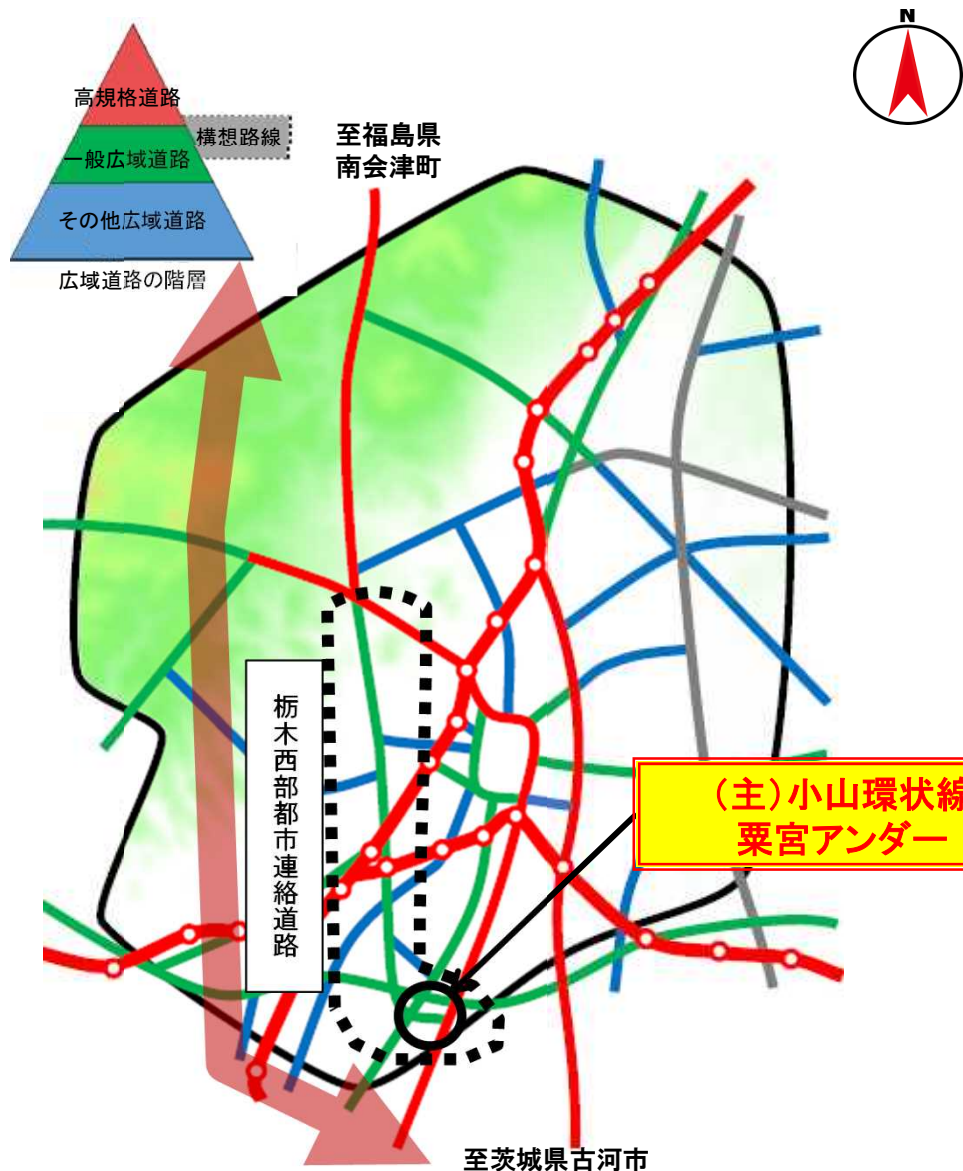 N
高規格道路
構想路線
一般広域道路
その他広域道路
広域道路の階層
至福島県
南会津町
栃木西部都市連絡道路
（主）小山環状線
粟宮アンダー
至茨城県古河市